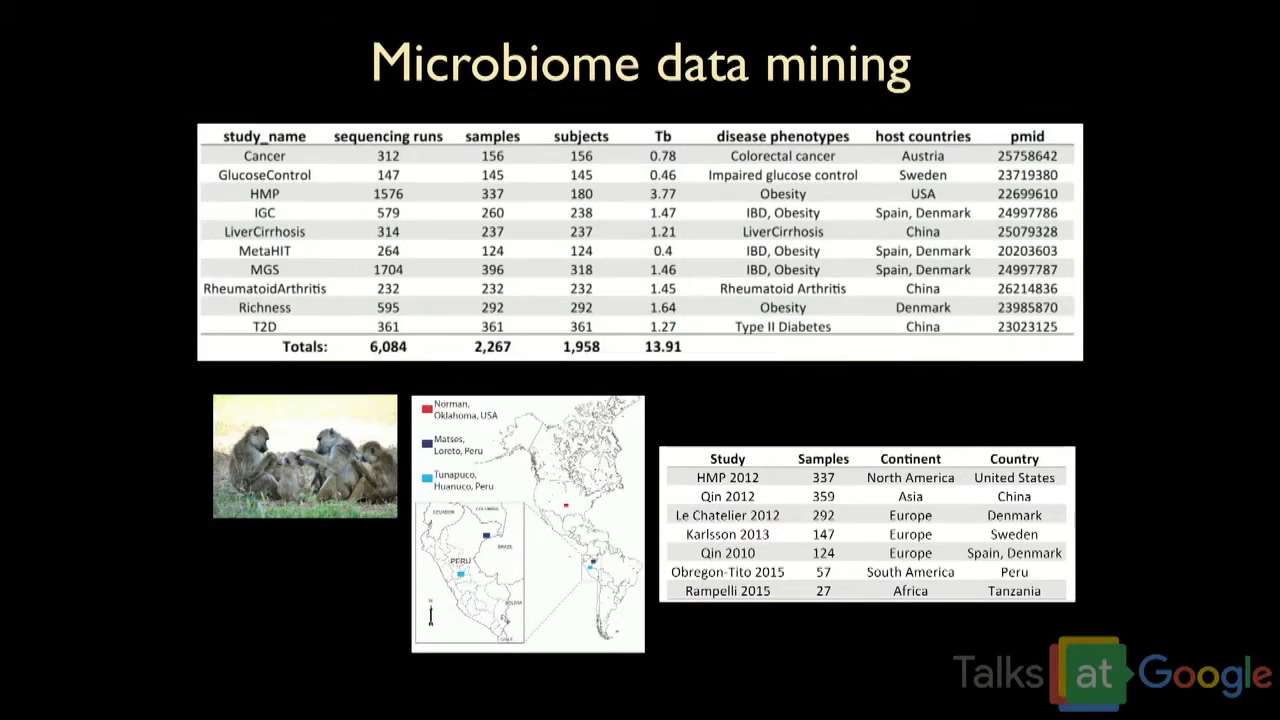 Microbiome data mining
study_name sequencing runs samples subjects Tb disease phenotypes host countries pmid
Cancer 312 156 156 0.78 Colorectal cancer Austria 25758642
GlucoseControl 147 145 145 0.46 Impaired glucose control Sweden 23719380
HMP 1576 337 180 3.77 Obesity USA 22699610
IGC 579 260 238 1.47 IBD, Obesity Spain, Denmark 24997786
LiverCirrhosis 314 237 237 1.21 LiverCirrhosis China 25079328
MetaHIT 264 124 124 0.4 IBD, Obesity Spain, Denmark 20203603
MGS 1704 396 318 1.46 IBD, Obesity Spain, Denmark 24997787
RheumatoidArthritis 232 232 232 1.45 Rheumatoid Arthritis China 26214836
Richness 595 292 292 1.64 Obesity Denmark 23985870
T2D 361 361 361 1.27 Type II Diabetes China 23023125
Totals: 6,084 2,267 1,958 13.91
Norman,
Oklahoma, USA
Matses,
Loreto, Peru
Tunapuco,
Huanuco, Peru
ECUADOR
COLOMBIA
BRAZIL
PERU
BOLIVIA
CHILE
N
Study Samples Continent Country
HMP 2012 337 North America United States
Qin 2012 359 Asia China
Le Chatelier 2012 292 Europe Denmark
Karlsson 2013 147 Europe Sweden
Qin 2010 124 Europe Spain, Denmark
Obregon-Tito 2015 57 South America Peru
Rampelli 2015 27 Africa Tanzania
Talks at Google